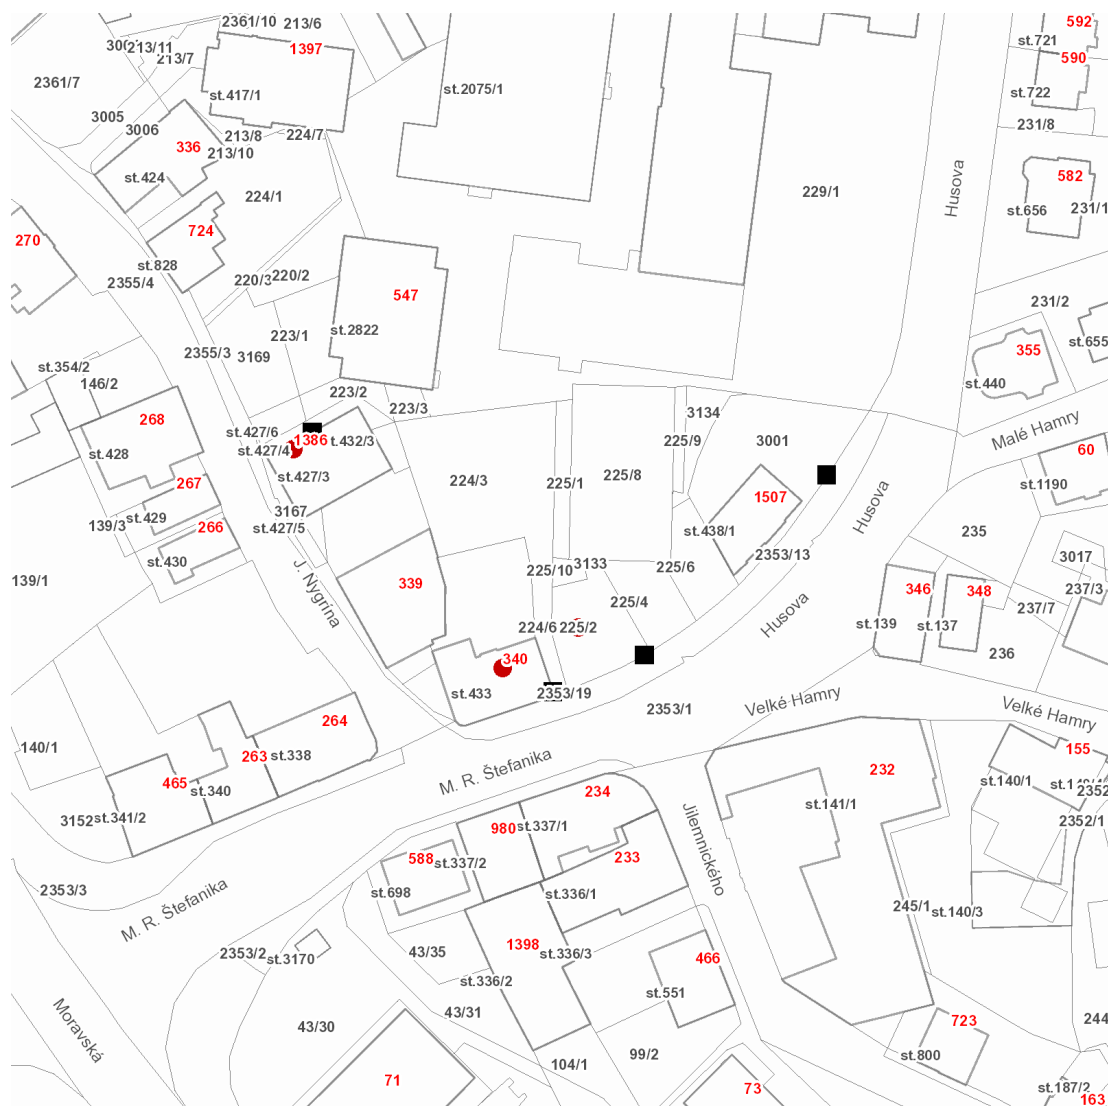 2361/10
213/6
592
300
213/11
213/7
1397
st.721
590
2361/7
st.417/1
st.2075/1
st.722
3005
3006
213/8
224/7
231/8
336
213/10
st.424
582
224/1
229/1
Husova
st.656
231/1
270
724
st.828
2355/4
220/3
220/2
547
231/2
st.2822
223/1
355
st.655
2355/3
3169
st.354/2
146/2
st.440
223/2
223/3
3134
268
st.427/6
1386
t.432/3
225/9
3001
Malé Hamry
st.428
st.427/4
st.427/3
224/3
225/1
225/8
60
267
1507
st.1190
Husova
139/3
st.429
266
3167
st.427/5
st.438/1
235
st.430
2353/13
3017
139/1
J. Nygrína
339
225/10
3133
225/6
346
348
237/3
225/4
Husova
237/7
st.139
st.137
224/6
225/2
236
340
st.433
2353/19
2353/1
Velké Hamry
Velké Hamry
264
140/1
263
st.338
M. R. Štefanika
155
232
465
st.340
st.140/1
2352
234
st.141/1
3152
st.341/2
980
st.337/1
Jilemnického
2352/1
588
st.337/2
233
2353/3
st.698
st.336/1
M. R. Štefanika
245/1
st.140/3
1398
2353/2
st.3170
43/35
st.336/3
466
st.336/2
st.551
43/31
43/30
Moravská
723
244
99/2
st.800
104/1
71
73
st.187/2
163